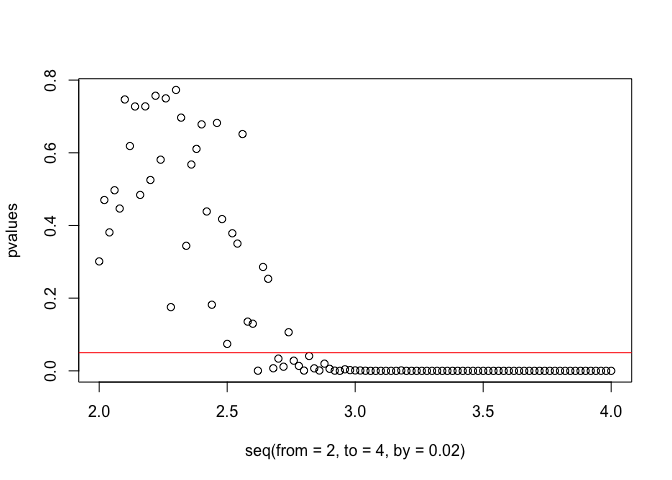 0.8
0.6
0.4
0.2
0.0
pvalues
2.0 2.5 3.0 3.5 4.0
seq(from = 2, to = 4, by = 0.02)